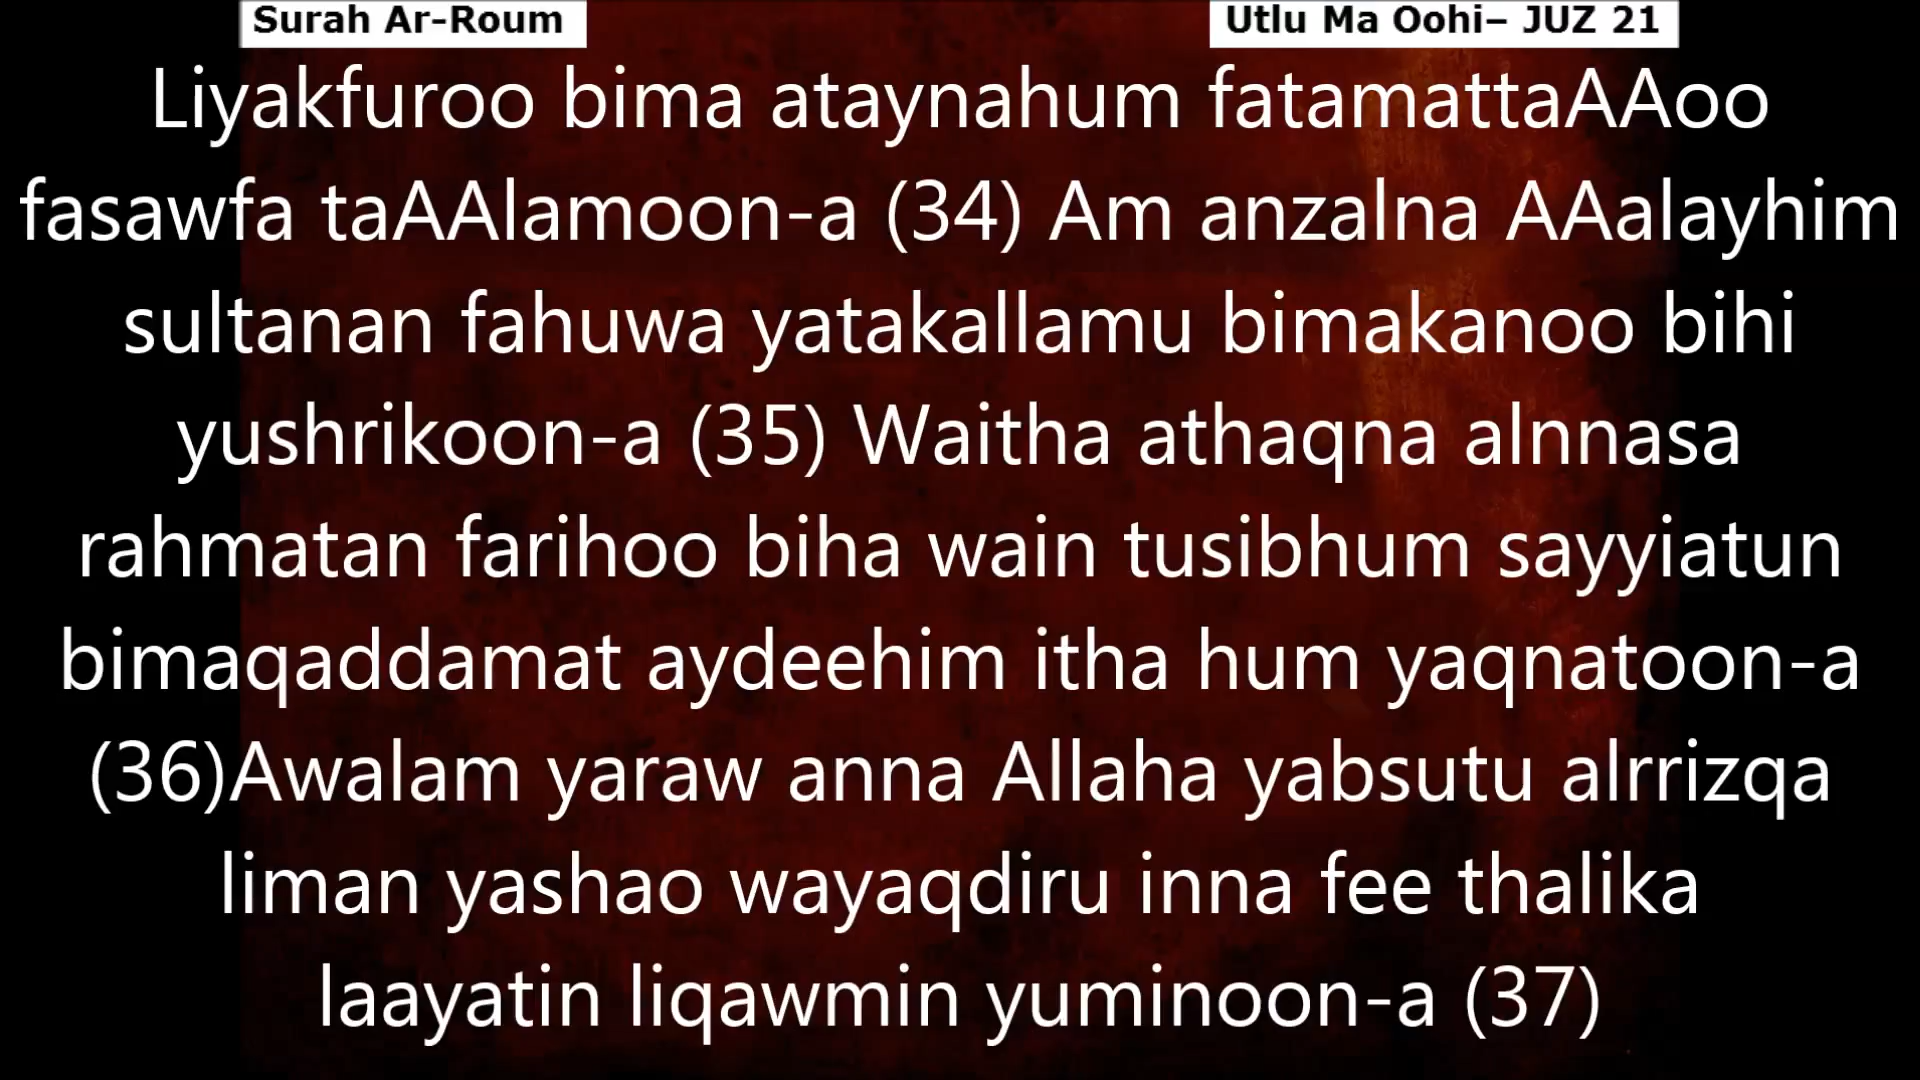 Surah Ar-Roum
Utlu Ma Oohi– JUZ 21
Liyakfuroo bima ataynahum fatamattaAAoo
fasawfa taAAlamoon-a (34) Am anzalna AAalayhim
sultanan fahuwa yatakallamu bimakanoo bihi
yushrikoon-a (35) Waitha athaqna alnnasa
rahmatan farihoo biha wain tusibhum sayyiatun
bimaqaddamat aydeehim itha hum yaqnatoon-a
(36)Awalam yaraw anna Allaha yabsutu alrrizqa
liman yashao wayaqdiru inna fee thalika
laayatin liqawmin yuminoon-a (37)